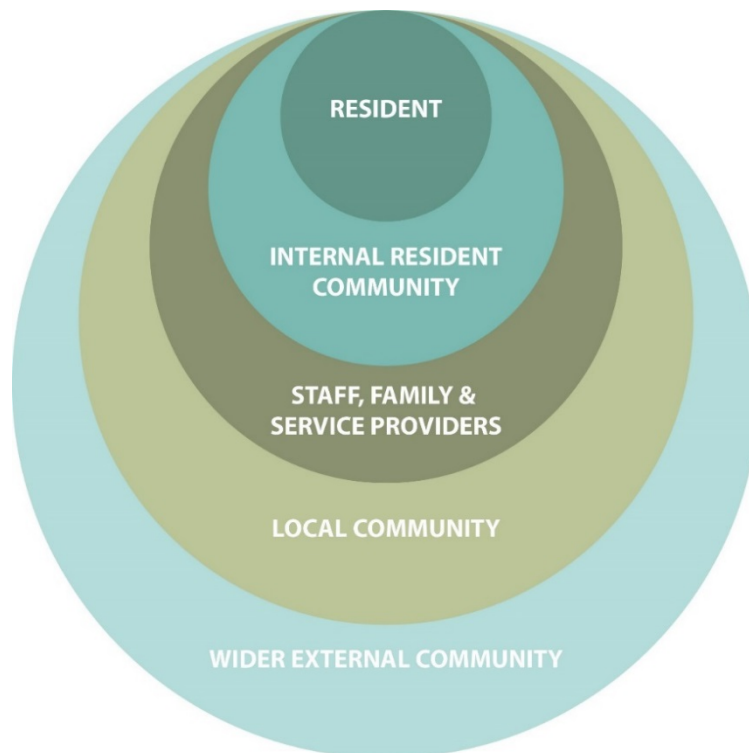 RESIDENT
INTERNAL RESIDENT
COMMUNITY
STAFF, FAMILY &
SERVICE PROVIDERS
LOCAL COMMUNITY
WIDER EXTERNAL COMMUNITY